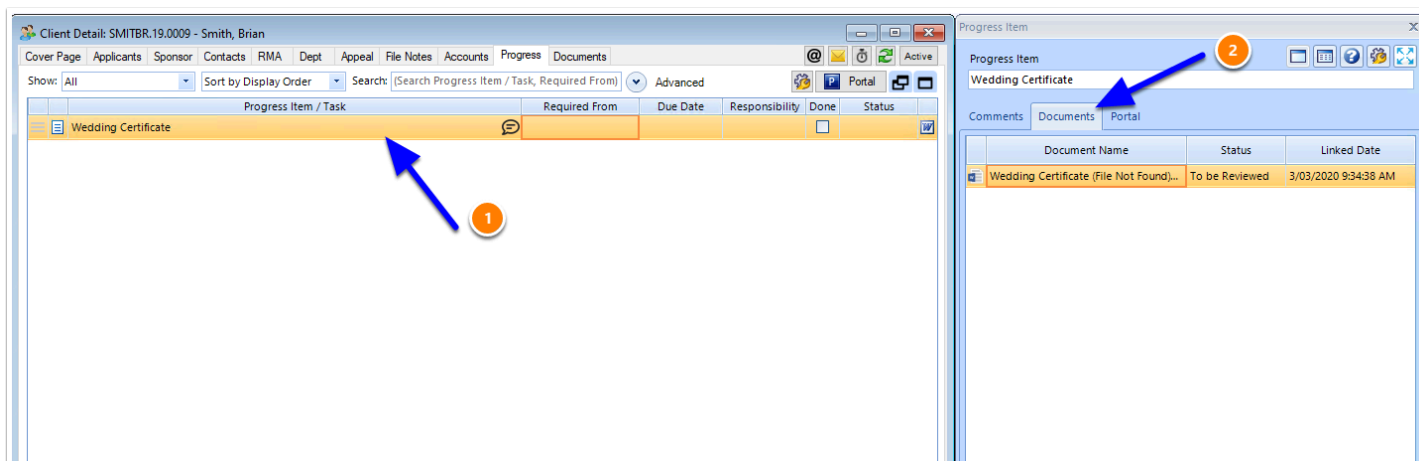 Client Detail: SMITBR.19.0009 - Smith, Brian
Cover Page Applicants Sponsor Contacts RMA Dept Appeal File Notes Accounts Progress Documents @ Active
Show: All Sort by Display Order Search: (Search Progress Item / Task, Required From) Advanced P Portal
Progress Item / Task Required From Due Date Responsibility Done Status
Wedding Certificate W
1
Progress Item X
2
Progress Item
Wedding Certificate
Comments Documents Portal
Document Name Status Linked Date
Wedding Certificate (File Not Found)... To be Reviewed 3/03/2020 9:34:38 AM